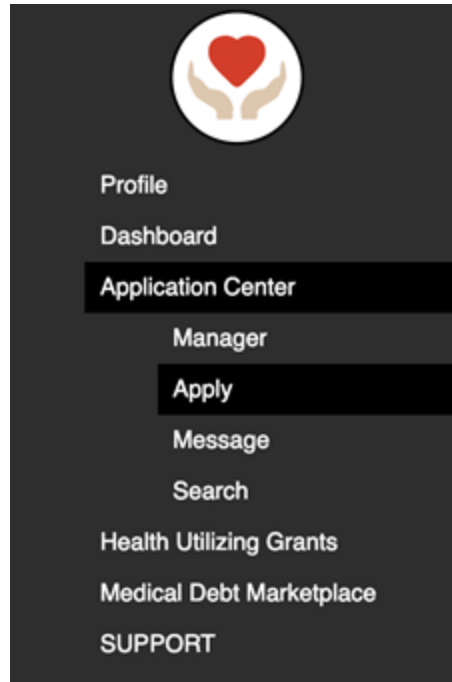 Profile
Dashboard
Application Center
Manager
Apply
Message
Search
Health Utilizing Grants
Medical Debt Marketplace
SUPPORT